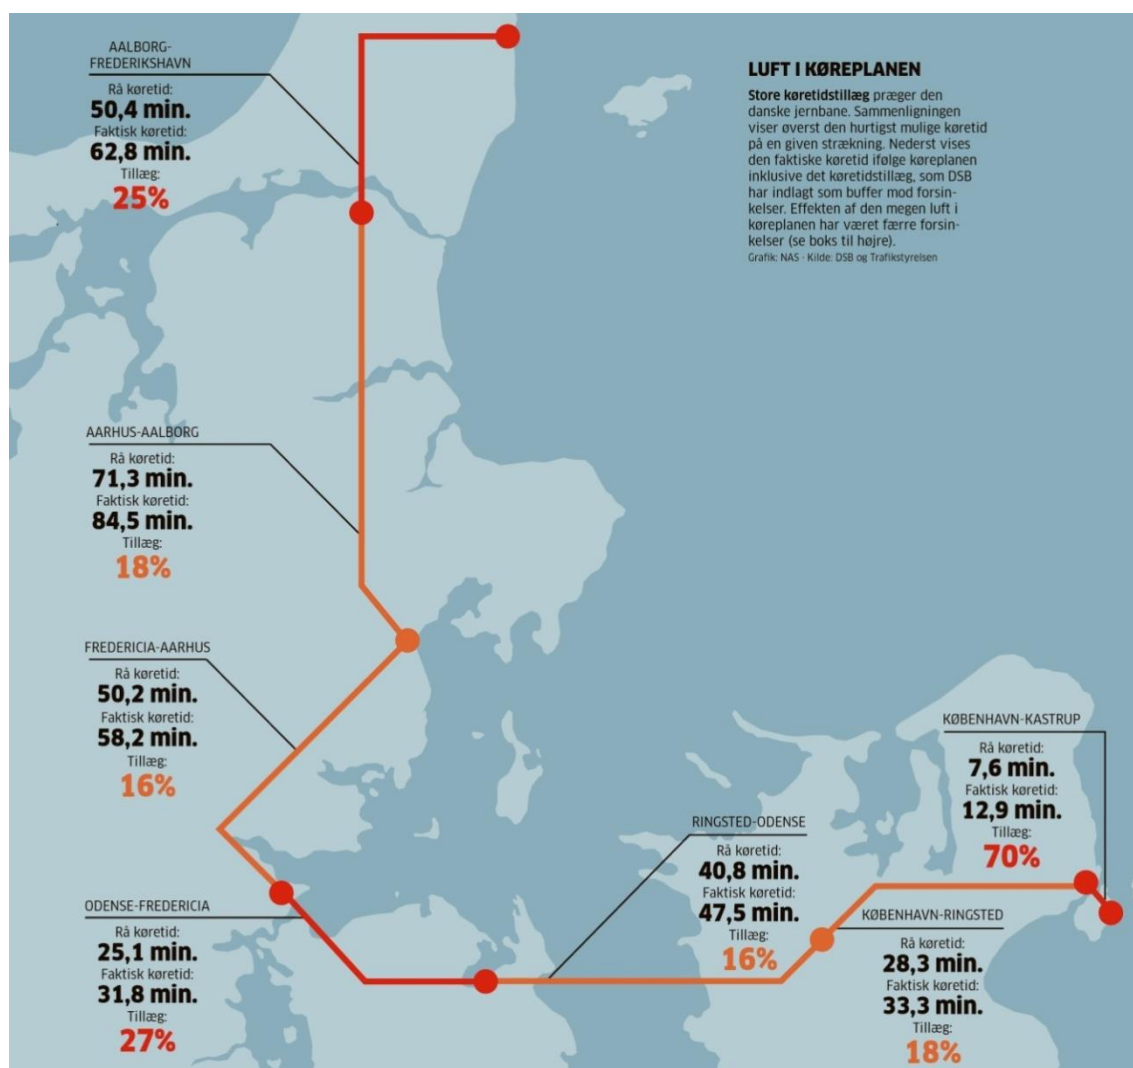 AALBORG-
FREDERIKSHAVN
Rå køretid:
50,4 min.
Faktisk køretid:
62,8 min.
Tillæg:
25%
LUFT I KØREPLANEN
Store køretidstillæg præger den
danske jernbane. Sammenligningen
viser øverst den hurtigst mulige køretid
på en given strækning. Nederst vises
den faktiske køretid ifølge køreplanen
inklusive det køretidstillæg, som DSB
har indlagt som buffer mod forsin-
kelser. Effekten af den megen luft i
køreplanen har været færre forsin-
kelser (se boks til højre).
Grafik: NAS - Kilde: DSB og Trafikstyrelsen
AARHUS-AALBORG
Rå køretid:
71,3 min.
Faktisk køretid:
84,5 min.
Tillæg:
18%
FREDERICIA-AARHUS
Rå køretid:
50,2 min.
Faktisk køretid:
58,2 min.
Tillæg:
16%
KØBENHAVN-KASTRUP
Rå køretid:
7,6 min.
Faktisk køretid:
12,9 min.
Tillæg:
70%
RINGSTED-ODENSE
Rå køretid:
40,8 min.
Faktisk køretid:
47,5 min.
Tillæg:
16%
ODENSE-FREDERICIA
Rå køretid:
25,1 min.
Faktisk køretid:
31,8 min.
Tillæg:
27%
KØBENHAVN-RINGSTED
Rå køretid:
28,3 min.
Faktisk køretid:
33,3 min.
Tillæg:
18%